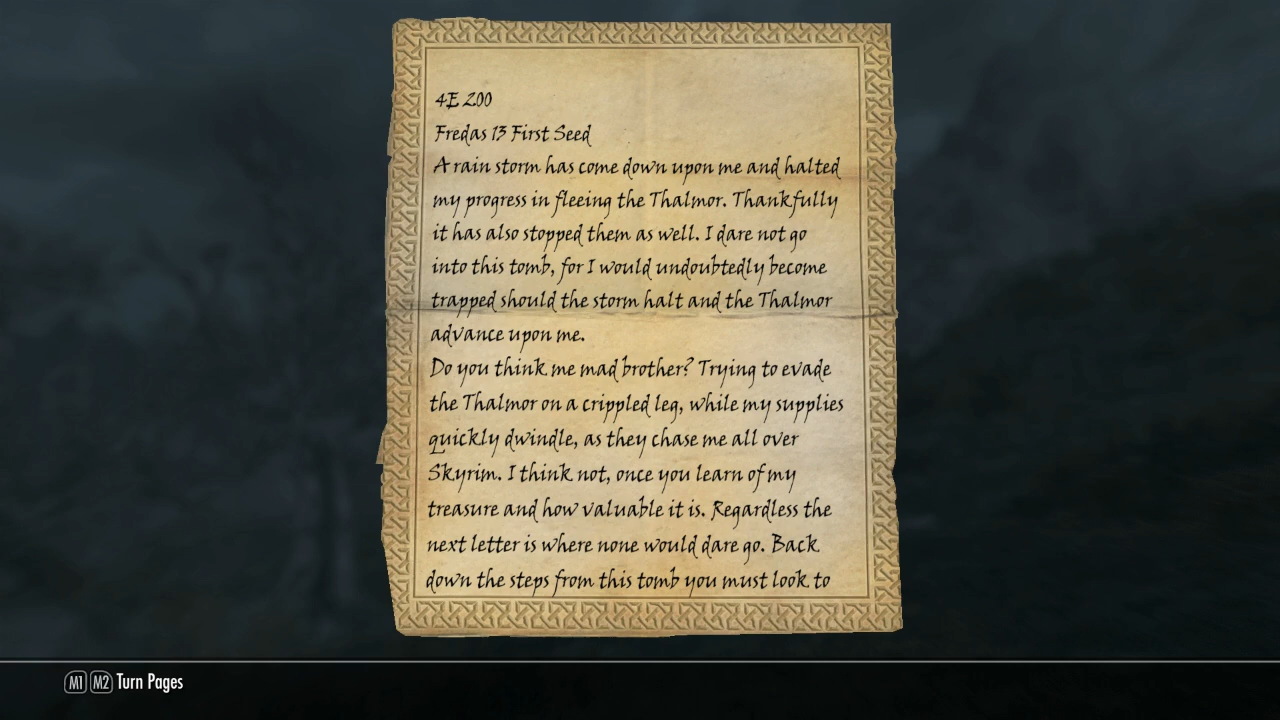 4E 200
Fredas 13 First Seed
A rain storm has come down upon me and halted
my progress in fleeing the Thalmor. Thankfully
it has also stopped them as well. I dare not go
into this tomb, for I would undoubtedly become
trapped should the storm halt and the Thalmor
advance upon me.
Do you think me mad brother? Trying to evade
the Thalmor on a crippled leg, while my supplies
quickly dwindle, as they chase me all over
Skyrim. I think not, once you learn of my
treasure and how valuable it is. Regardless the
next letter is where none would dare go. Back
down the steps from this tomb you must look to
M1 M2 Turn Pages